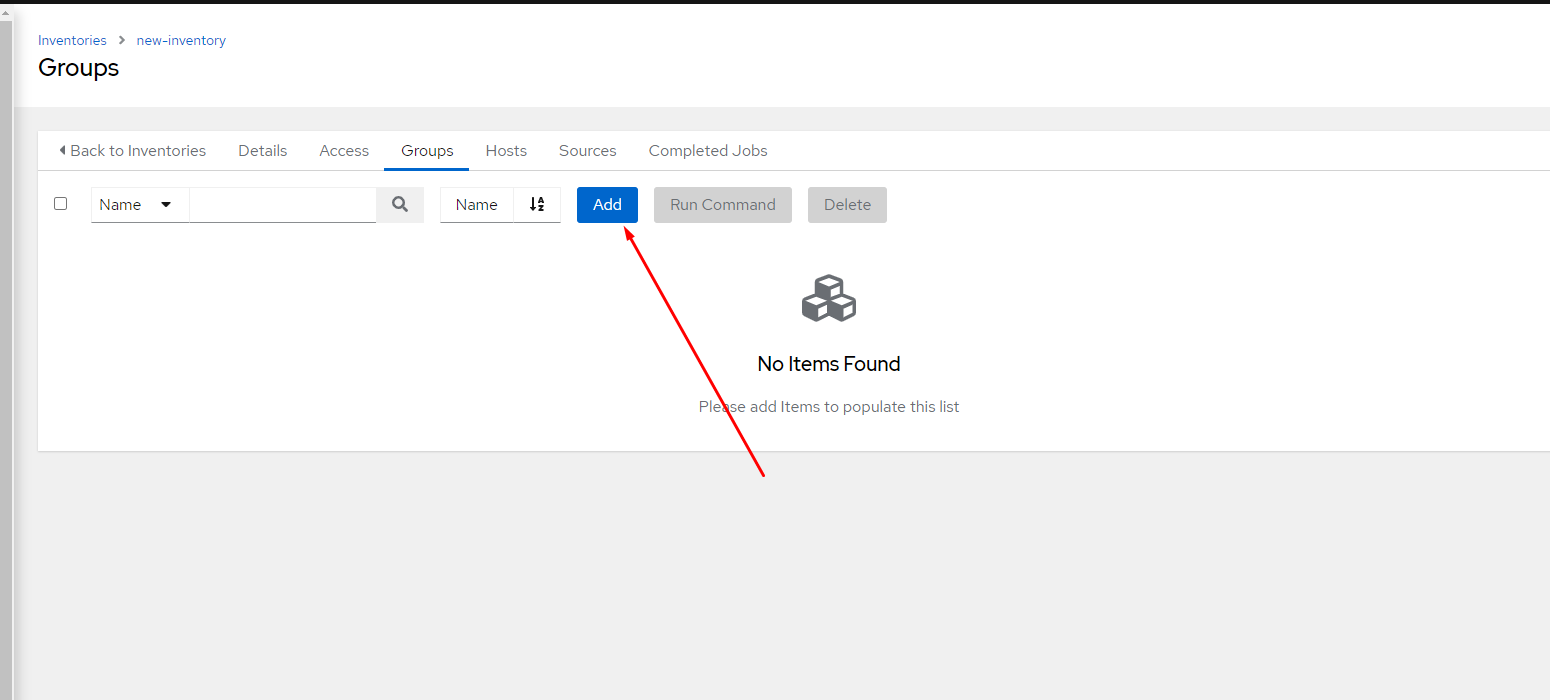 Inventories > new-inventory
Groups
Back to Inventories Details Access Groups Hosts Sources Completed Jobs
Name Name Add Run Command Delete
No Items Found
Please add Items to populate this list